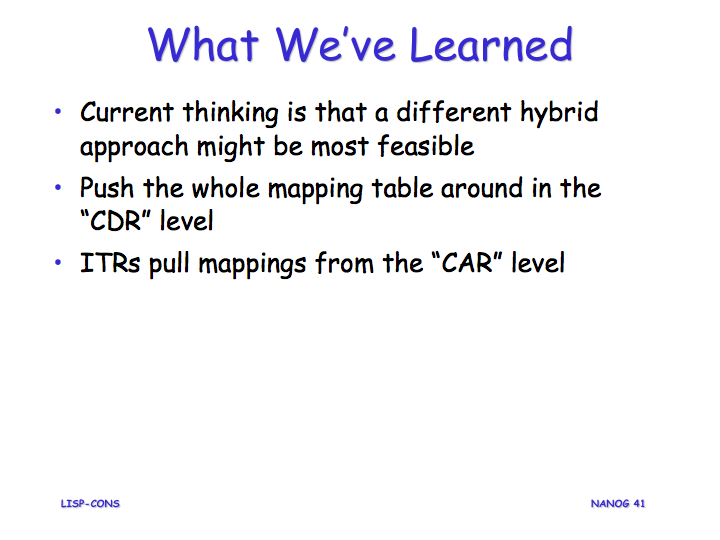 What We’ve Learned
• Current thinking is that a different hybrid
approach might be most feasible
• Push the whole mapping table around in the
“CDR” level
• ITRs pull mappings from the “CAR” level
LISP-CONS
NANOG 41